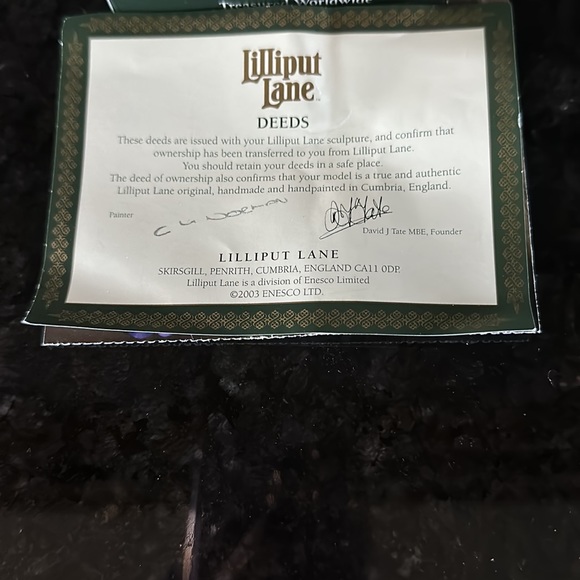 Treasured Worldwide
Lilliput
Lane
DEEDS
These deeds are issued with your Lilliput Lane sculpture, and confirm that
ownership has been transferred to you from Lilliput Lane.
You should retain your deeds in a safe place.
The deed of ownership also confirms that your model is a true and authentic
Lilliput Lane original, handmade and handpainted in Cumbria, England.
Painter
David J Tate MBE, Founder
LILLIPUT LANE
SKIRSGILL, PENRITH, CUMBRIA, ENGLAND CA11 0DP.
Lilliput Lane is a division of Enesco Limited
©2003 ENESCO LTD.